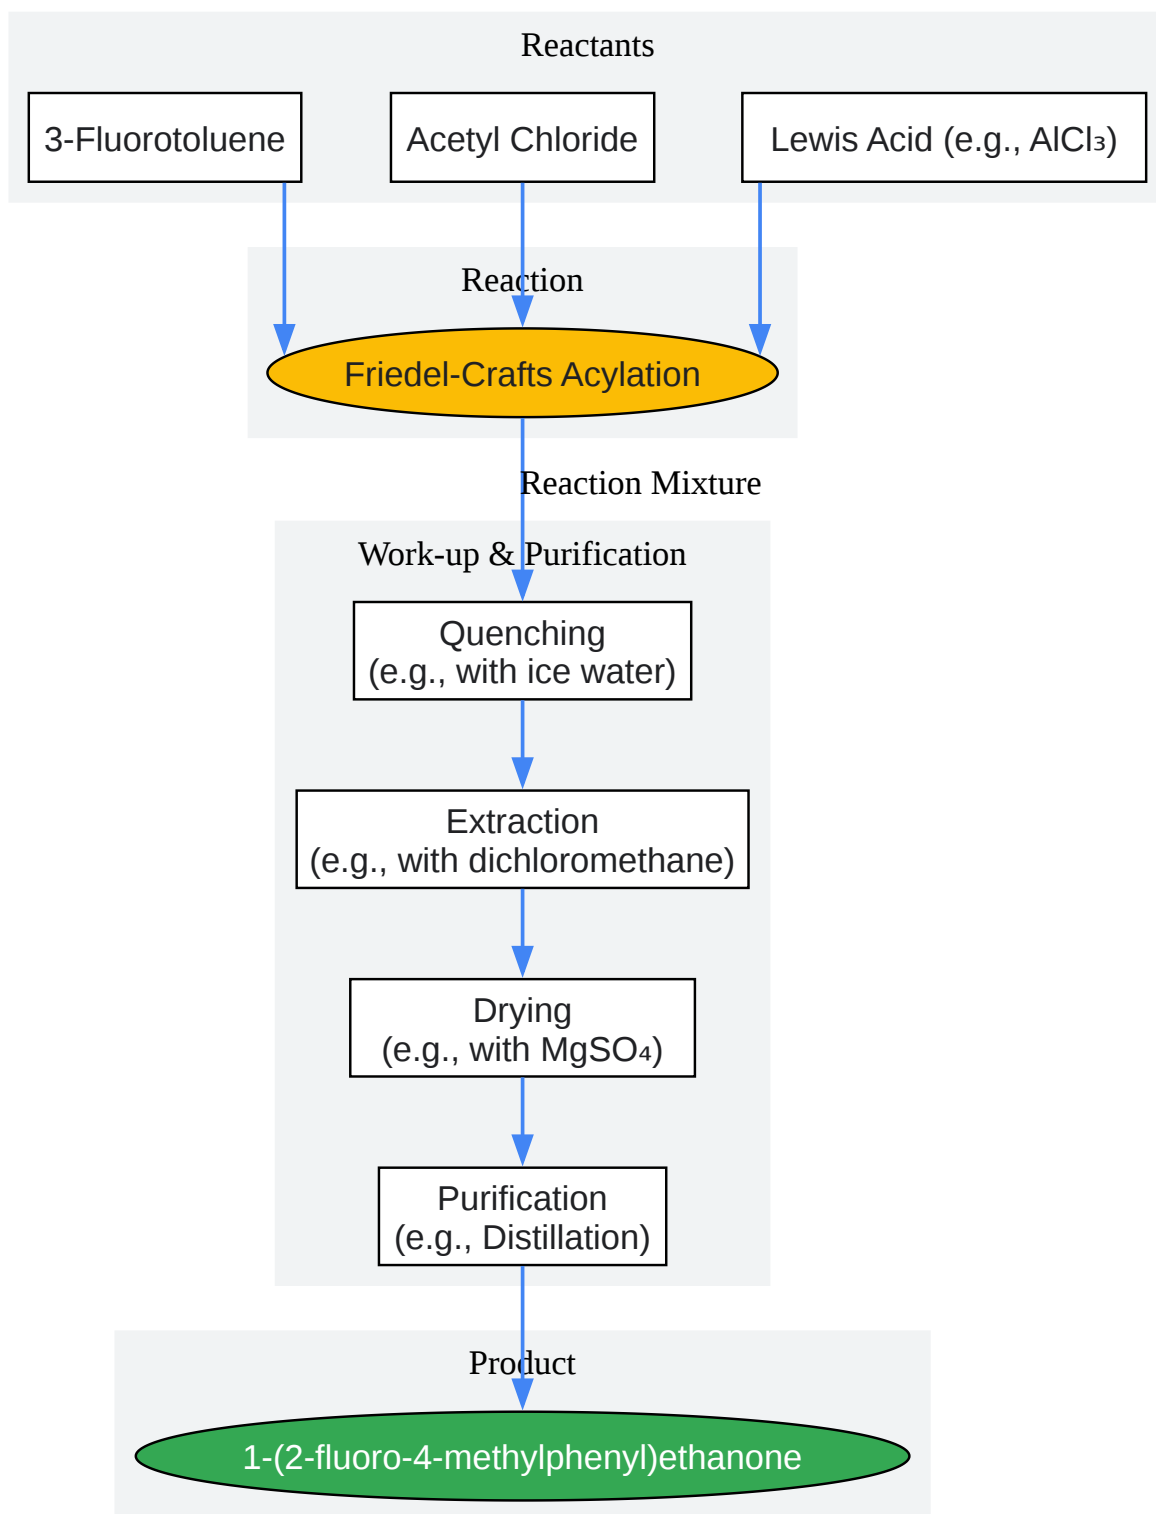 Reactants
3-Fluorotoluene
Acetyl Chloride
Lewis Acid (e.g., AlCl₃)
Reaction
Friedel-Crafts Acylation
Reaction Mixture
Work-up & Purification
Quenching
(e.g., with ice water)
Extraction
(e.g., with dichloromethane)
Drying
(e.g., with MgSO₄)
Purification
(e.g., Distillation)
Product
1-(2-fluoro-4-methylphenyl)ethanone